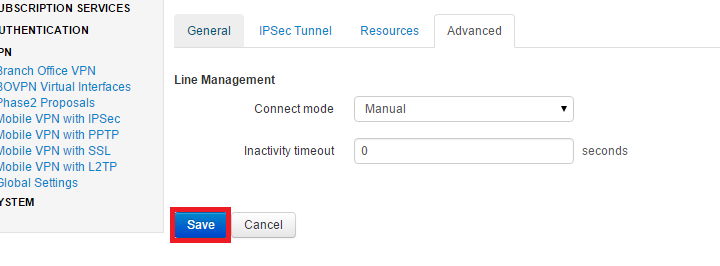 UBSCRIPTION SERVICES
UTHENTICATION
PN
Branch Office VPN
BOVPN Virtual Interfaces
Phase2 Proposals
Mobile VPN with IPSec
Mobile VPN with PPTP
Mobile VPN with SSL
Mobile VPN with L2TP
Global Settings
YSTEM
General IPSec Tunnel Resources Advanced
Line Management
Connect mode Manual
Inactivity timeout 0 seconds
Save Cancel